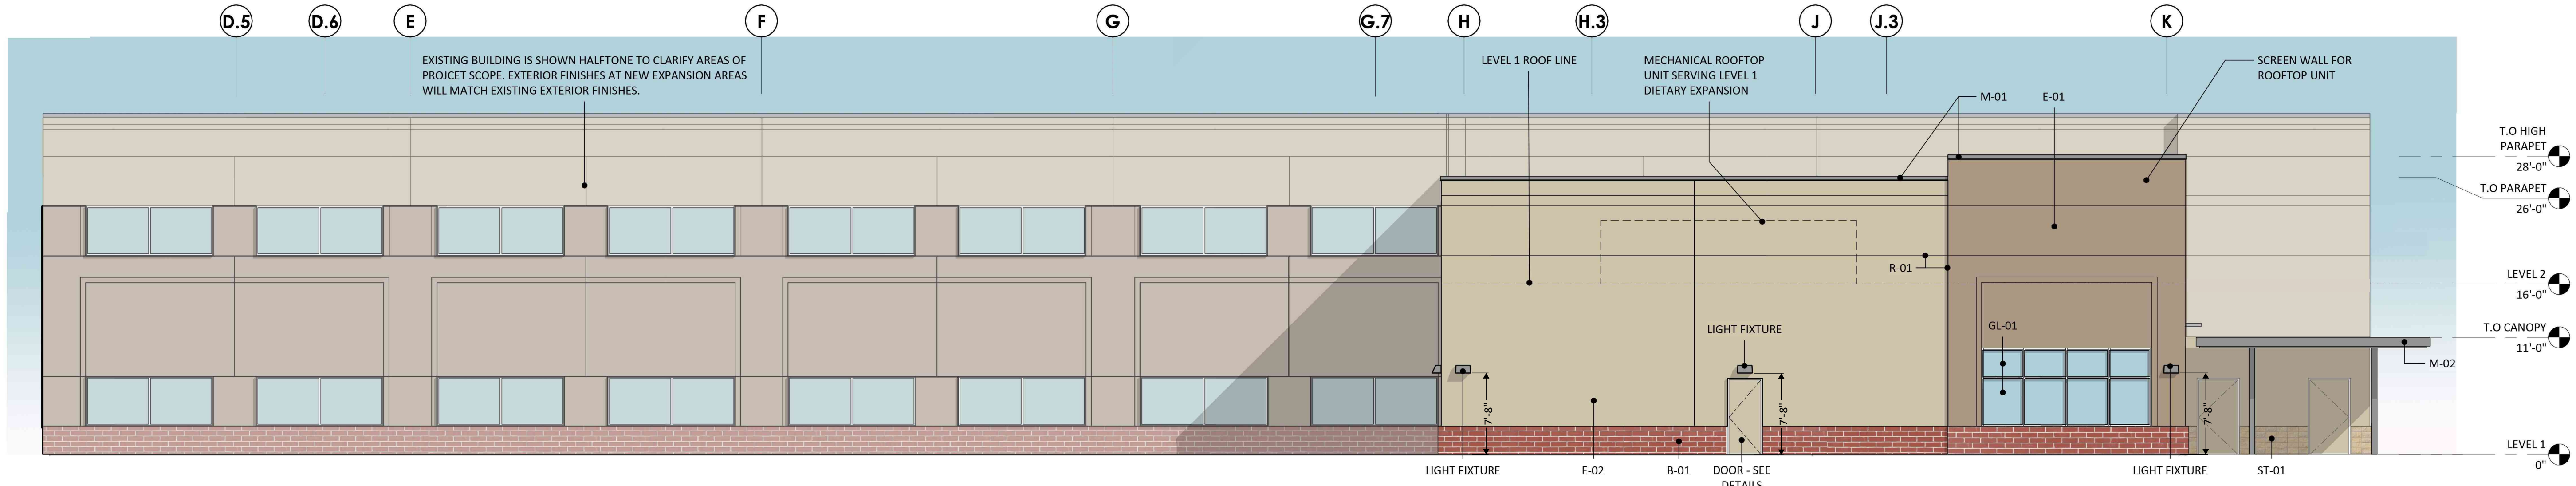 D.5
D.6
E
F
G
G.7
H
H.3
J
J.3
K
EXISTING BUILDING IS SHOWN HALFTONE TO CLARIFY AREAS OF
PROJCET SCOPE. EXTERIOR FINISHES AT NEW EXPANSION AREAS
WILL MATCH EXISTING EXTERIOR FINISHES.
LEVEL 1 ROOF LINE
MECHANICAL ROOFTOP
UNIT SERVING LEVEL 1
DIETARY EXPANSION
M-01
E-01
SCREEN WALL FOR
ROOFTOP UNIT
T.O HIGH
PARAPET
28'-0"
T.O PARAPET
26'-0"
R-01
LEVEL 2
16'-0"
LIGHT FIXTURE
GL-01
T.O CANOPY
11'-0"
M-02
7'-8"
7'-8"
7'-8"
LEVEL 1
0"
LIGHT FIXTURE
E-02
B-01
DOOR - SEE
DETAILS
LIGHT FIXTURE
ST-01